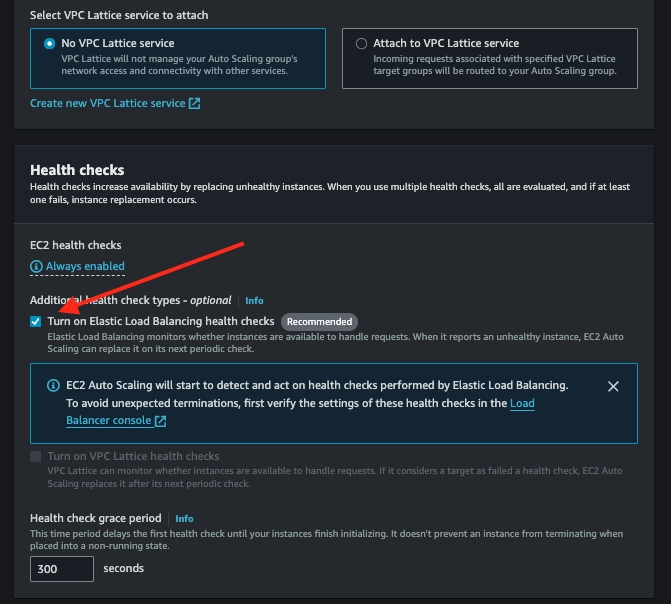 Select VPC Lattice service to attach
No VPC Lattice service
VPC Lattice will not manage your Auto Scaling group's
network access and connectivity with other services.
Attach to VPC Lattice service
Incoming requests associated with specified VPC Lattice
target groups will be routed to your Auto Scaling group.
Create new VPC Lattice service
Health checks
Health checks increase availability by replacing unhealthy instances. When you use multiple health checks, all are evaluated, and if at least
one fails, instance replacement occurs.
EC2 health checks
Always enabled
Additional health check types - optional Info
Turn on Elastic Load Balancing health checks Recommended
Elastic Load Balancing monitors whether instances are available to handle requests. When it reports an unhealthy instance, EC2 Auto
Scaling can replace it on its next periodic check.
EC2 Auto Scaling will start to detect and act on health checks performed by Elastic Load Balancing.
To avoid unexpected terminations, first verify the settings of these health checks in the Load
Balancer console
Turn on VPC Lattice health checks
VPC Lattice can monitor whether instances are available to handle requests. If it considers a target as failed a health check, EC2 Auto
Scaling replaces it after its next periodic check.
Health check grace period Info
This time period delays the first health check until your instances finish initializing. It doesn't prevent an instance from terminating when
placed into a non-running state.
300 seconds